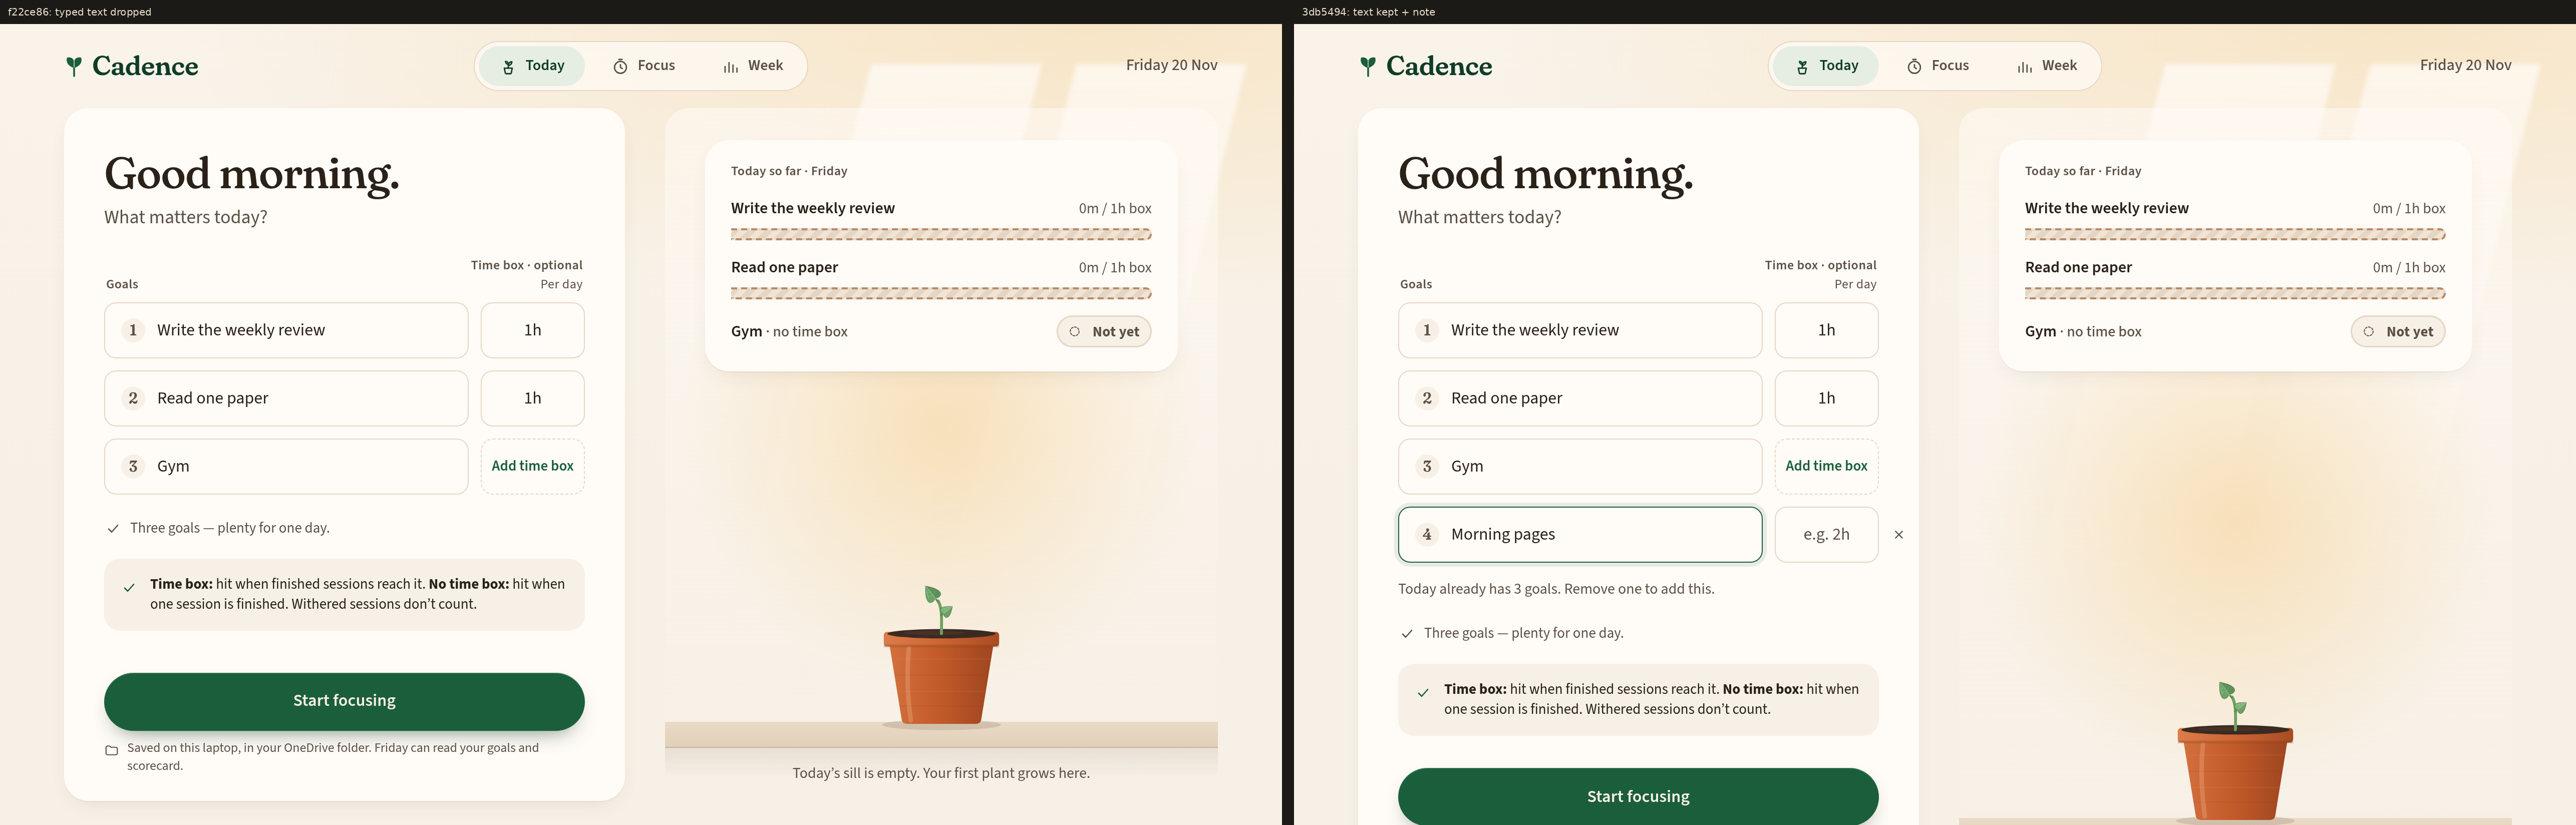 f22ce86: typed text dropped
Cadence
Today
Focus
Week
Friday 20 Nov
Good morning.
What matters today?
Time box · optional
Goals
Per day
1 Write the weekly review
1h
2 Read one paper
1h
3 Gym
Add time box
Three goals — plenty for one day.
Time box: hit when finished sessions reach it. No time box: hit when
one session is finished. Withered sessions don’t count.
Start focusing
Saved on this laptop, in your OneDrive folder. Friday can read your goals and
scorecard.
Today so far · Friday
Write the weekly review
0m / 1h box
Read one paper
0m / 1h box
Gym · no time box
Not yet
Today’s sill is empty. Your first plant grows here.
3db5494: text kept + note
Cadence
Today
Focus
Week
Friday 20 Nov
Good morning.
What matters today?
Time box · optional
Goals
Per day
1 Write the weekly review
1h
2 Read one paper
1h
3 Gym
Add time box
4 Morning pages
e.g. 2h
×
Today already has 3 goals. Remove one to add this.
Three goals — plenty for one day.
Time box: hit when finished sessions reach it. No time box: hit when
one session is finished. Withered sessions don’t count.
Start focusing
Today so far · Friday
Write the weekly review
0m / 1h box
Read one paper
0m / 1h box
Gym · no time box
Not yet